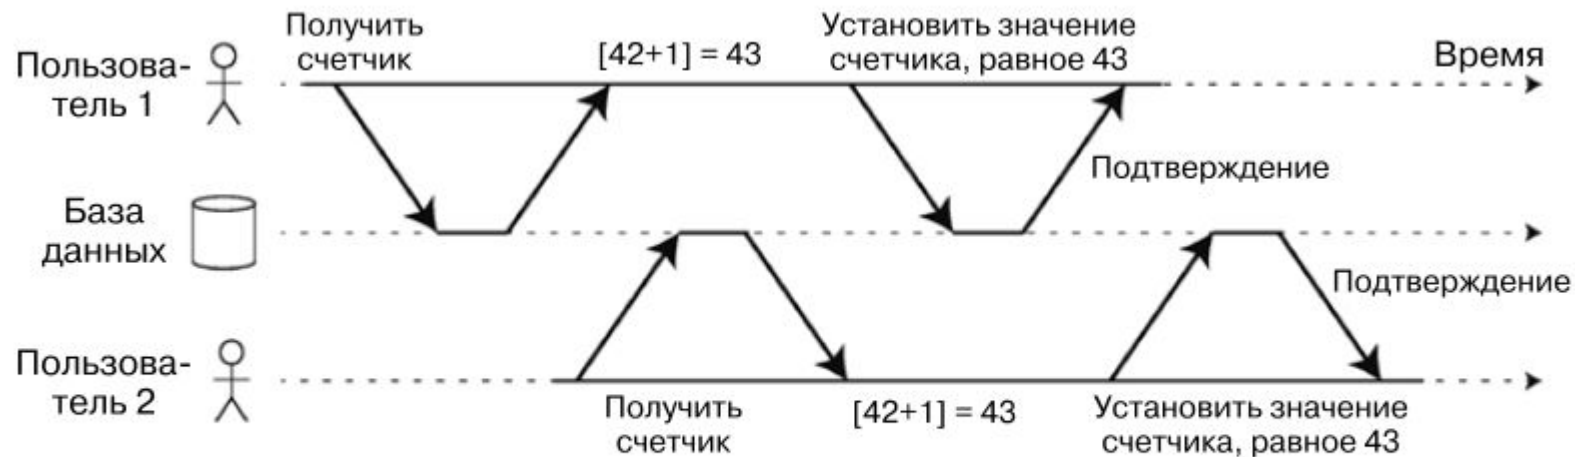 Получить
счетчик
[42+1] = 43
Установить значение
счетчика, равное 43
Время
Пользова-
тель 1
Подтверждение
База
данных
Подтверждение
Пользова-
тель 2
Получить
счетчик
[42+1] = 43
Установить значение
счетчика, равное 43